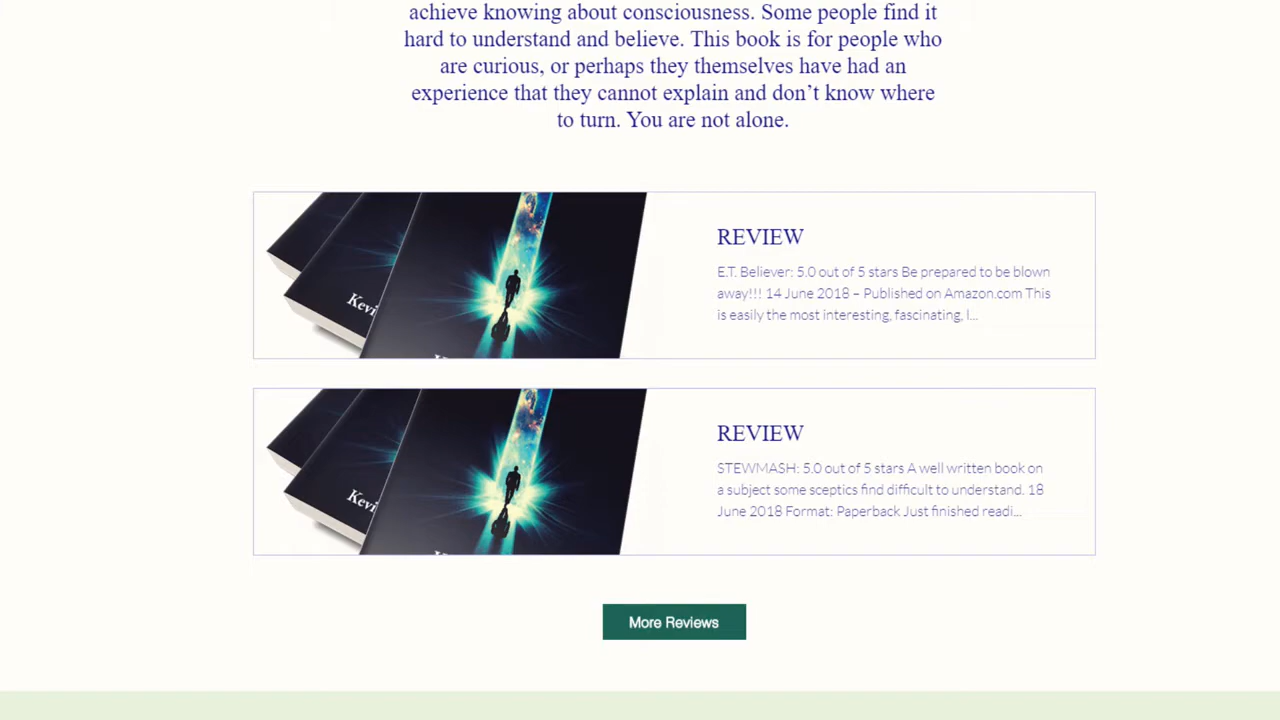 achieve knowing about consciousness. Some people find it
hard to understand and believe. This book is for people who
are curious, or perhaps they themselves have had an
experience that they cannot explain and don’t know where
to turn. You are not alone.
Kevi
REVIEW
E.T. Believer: 5.0 out of 5 stars Be prepared to be blown
away!!! 14 June 2018 – Published on Amazon.com This
is easily the most interesting, fascinating, I...
Kevi
REVIEW
STEWMASH: 5.0 out of 5 stars A well written book on
a subject some sceptics find difficult to understand. 18
June 2018 Format: Paperback Just finished readi...
More Reviews